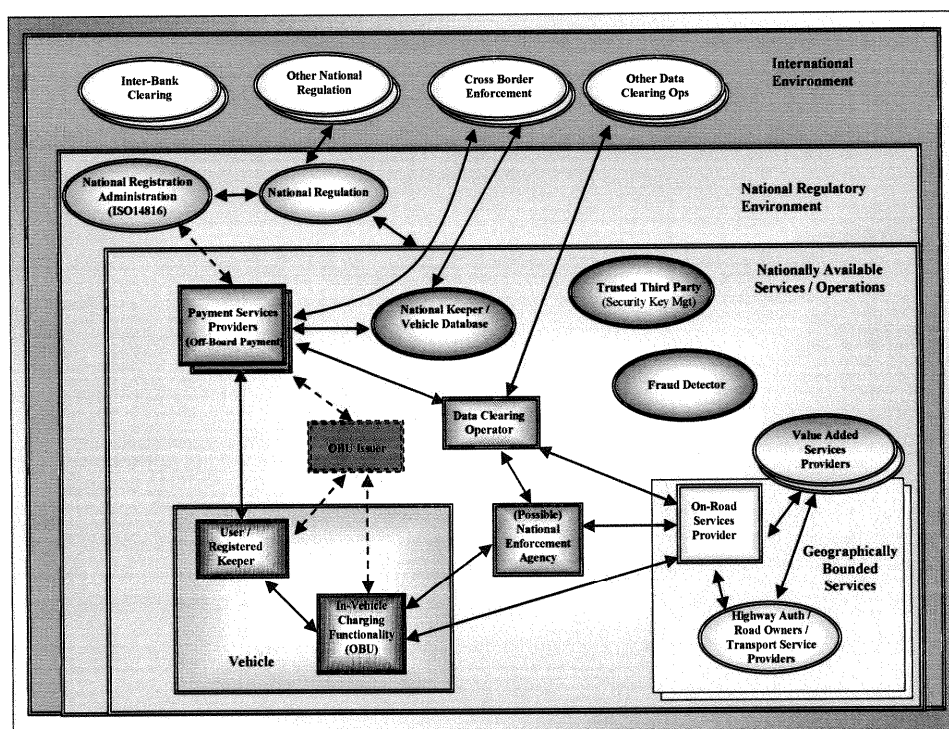 International
Environment
Inter-Bank
Clearing
Other National
Regulation
Cross Border
Enforcement
Other Data
Clearing Ops
National Registration
Administration
(ISO14816)
National Regulation
National Regulatory
Environment
Nationally Available
Services / Operations
Payment Services
Providers
(Off-Board Payment)
National Keeper /
Vehicle Database
Trusted Third Party
(Security Key Mgt)
Fraud Detector
Data Clearing
Operator
OBU Issuer
Value Added
Services
Providers
User /
Registered
Keeper
(Possible)
National
Enforcement
Agency
On-Road
Services
Provider
Geographically
Bounded
Services
In-Vehicle
Charging
Functionality
(OBU)
Vehicle
Highway Auth /
Road Owners /
Transport Service
Providers